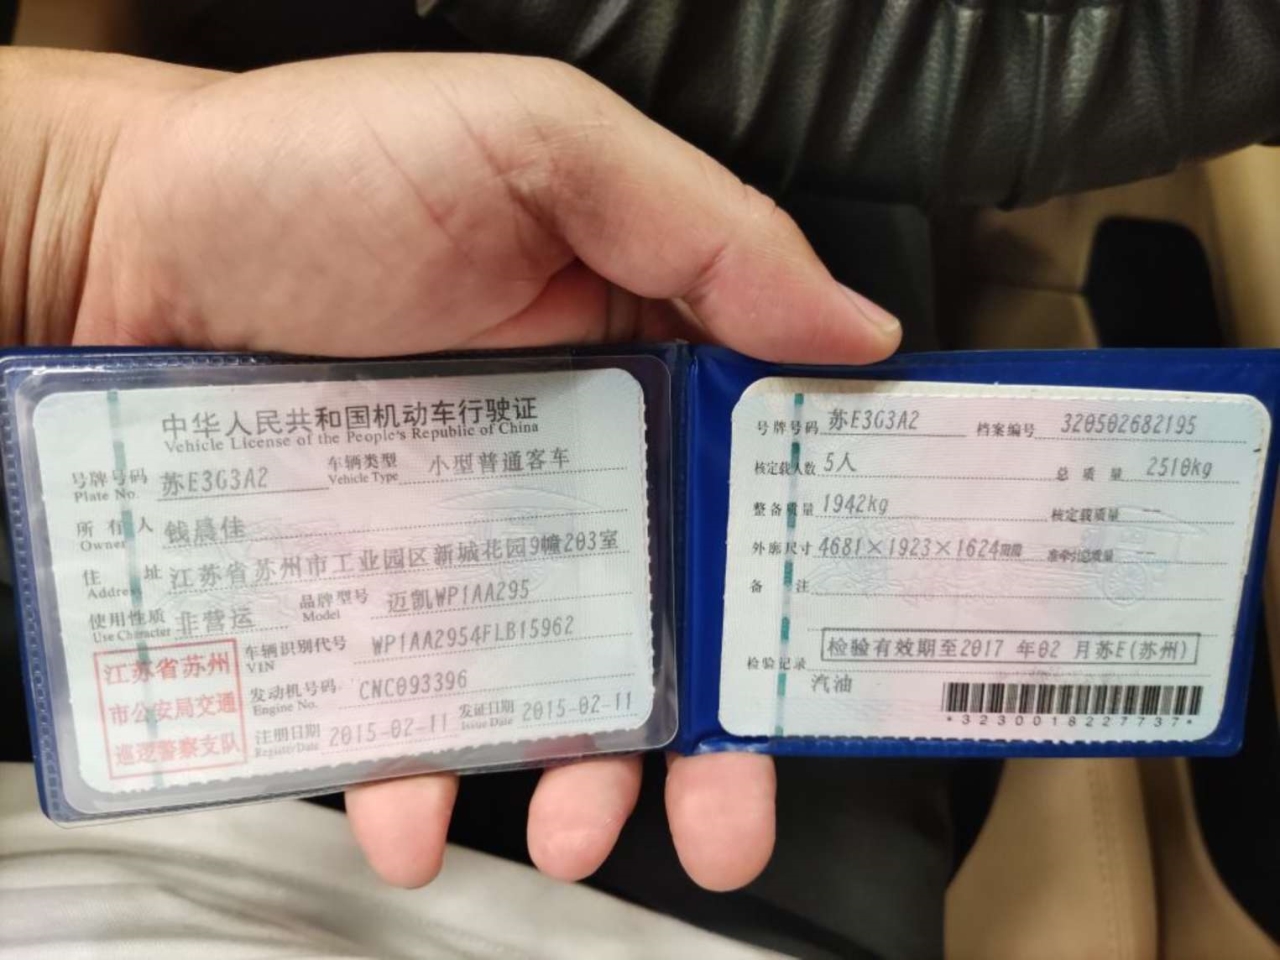 中华人民共和国机动车行驶证
Vehicle License of the People's Republic of China
号牌号码 苏E3G3A2 车辆类型 小型普通客车
Plate No. Vehicle Type
所有人 钱晨佳
Owner
住址 江苏省苏州市工业园区新城花园9幢203室
Address
使用性质 非营运 品牌型号 迈凯WP1AA295
Use Character Model
江苏省苏州
市公安局交通
巡逻警察支队
车辆识别代号 WP1AA2954FLB15962
VIN
发动机号码 CNC093396
Engine No.
注册日期 2015-02-11 发证日期 2015-02-11
Register Date Issue Date
号牌号码 苏E3G3A2 档案编号 320502682195
核定载人数 5人 总质量 2510kg
整备质量 1942kg 核定载质量 --
外廓尺寸 4681×1923×1624mm 准牵引总质量 --
备注
检验有效期至2017 年02 月苏E(苏州)
检验记录
汽油
*3230018227737*